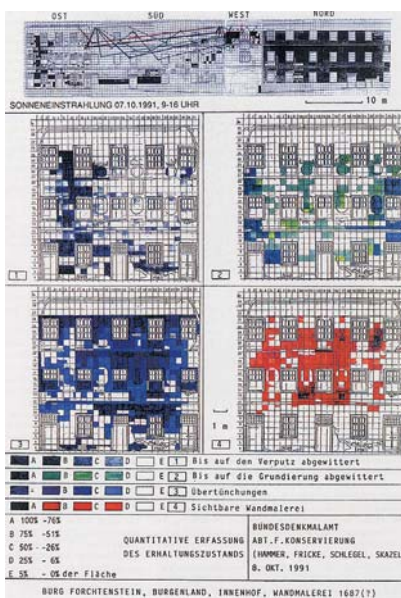 OST SÜD WEST NORD
SONNENEINSTRAHLUNG 07.10.1991, 9-16 UHR
10 m
1
2
3
1 m
4
A B C D E 1 Bis auf den Verputz abgewittert
A B C D E 2 Bis auf die Grundierung abgewittert
B C D E 3 Übertünchungen
A B C D E 4 Sichtbare Wandmalerei
A 100% -76%
B 75% -51%
C 50% -26%
D 25% - 6%
E 5% - 0% der Fläche
QUANTITATIVE ERFASSUNG
DES ERHALTUNGSZUSTANDS
BUNDESDENKMALAMT
ABT.F.KONSERVIERUNG
(HAMMER, FRICKE, SCHLEGEL, SKAZEL
8. OKT. 1991
BURG FORCHTENSTEIN, BURGENLAND, INNENHOF, WANDMALEREI 1687(?)